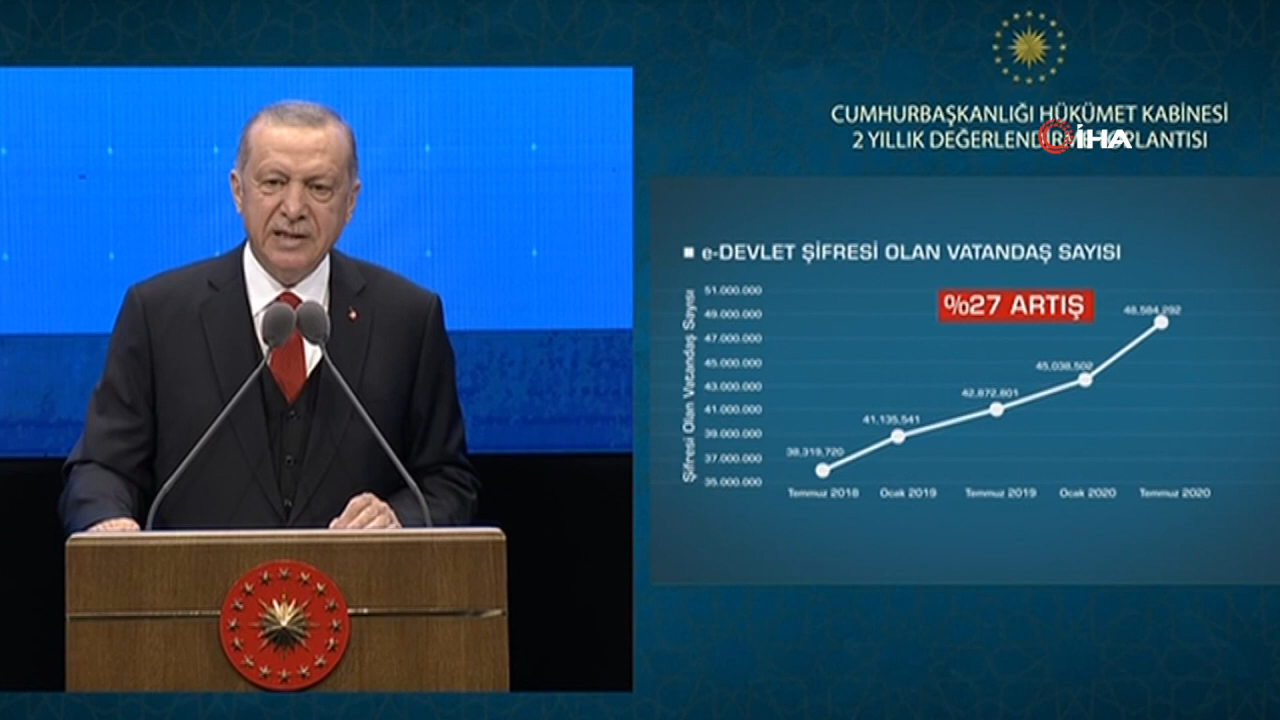 CUMHURBAŞKANLIĞI HÜKÜMET KABİNESİ
2 YILLIK DEĞERLENDİRME TOPLANTISI
İHA
e-DEVLET ŞİFRESİ OLAN VATANDAŞ SAYISI
%27 ARTIŞ
Şifresi Olan Vatandaş Sayısı
51.000.000
49.000.000
47.000.000
45.000.000
43.000.000
41.000.000
39.000.000
37.000.000
35.000.000
38,319,720
41,135,541
42,872,801
45,038,502
48,584,292
Temmuz 2018
Ocak 2019
Temmuz 2019
Ocak 2020
Temmuz 2020